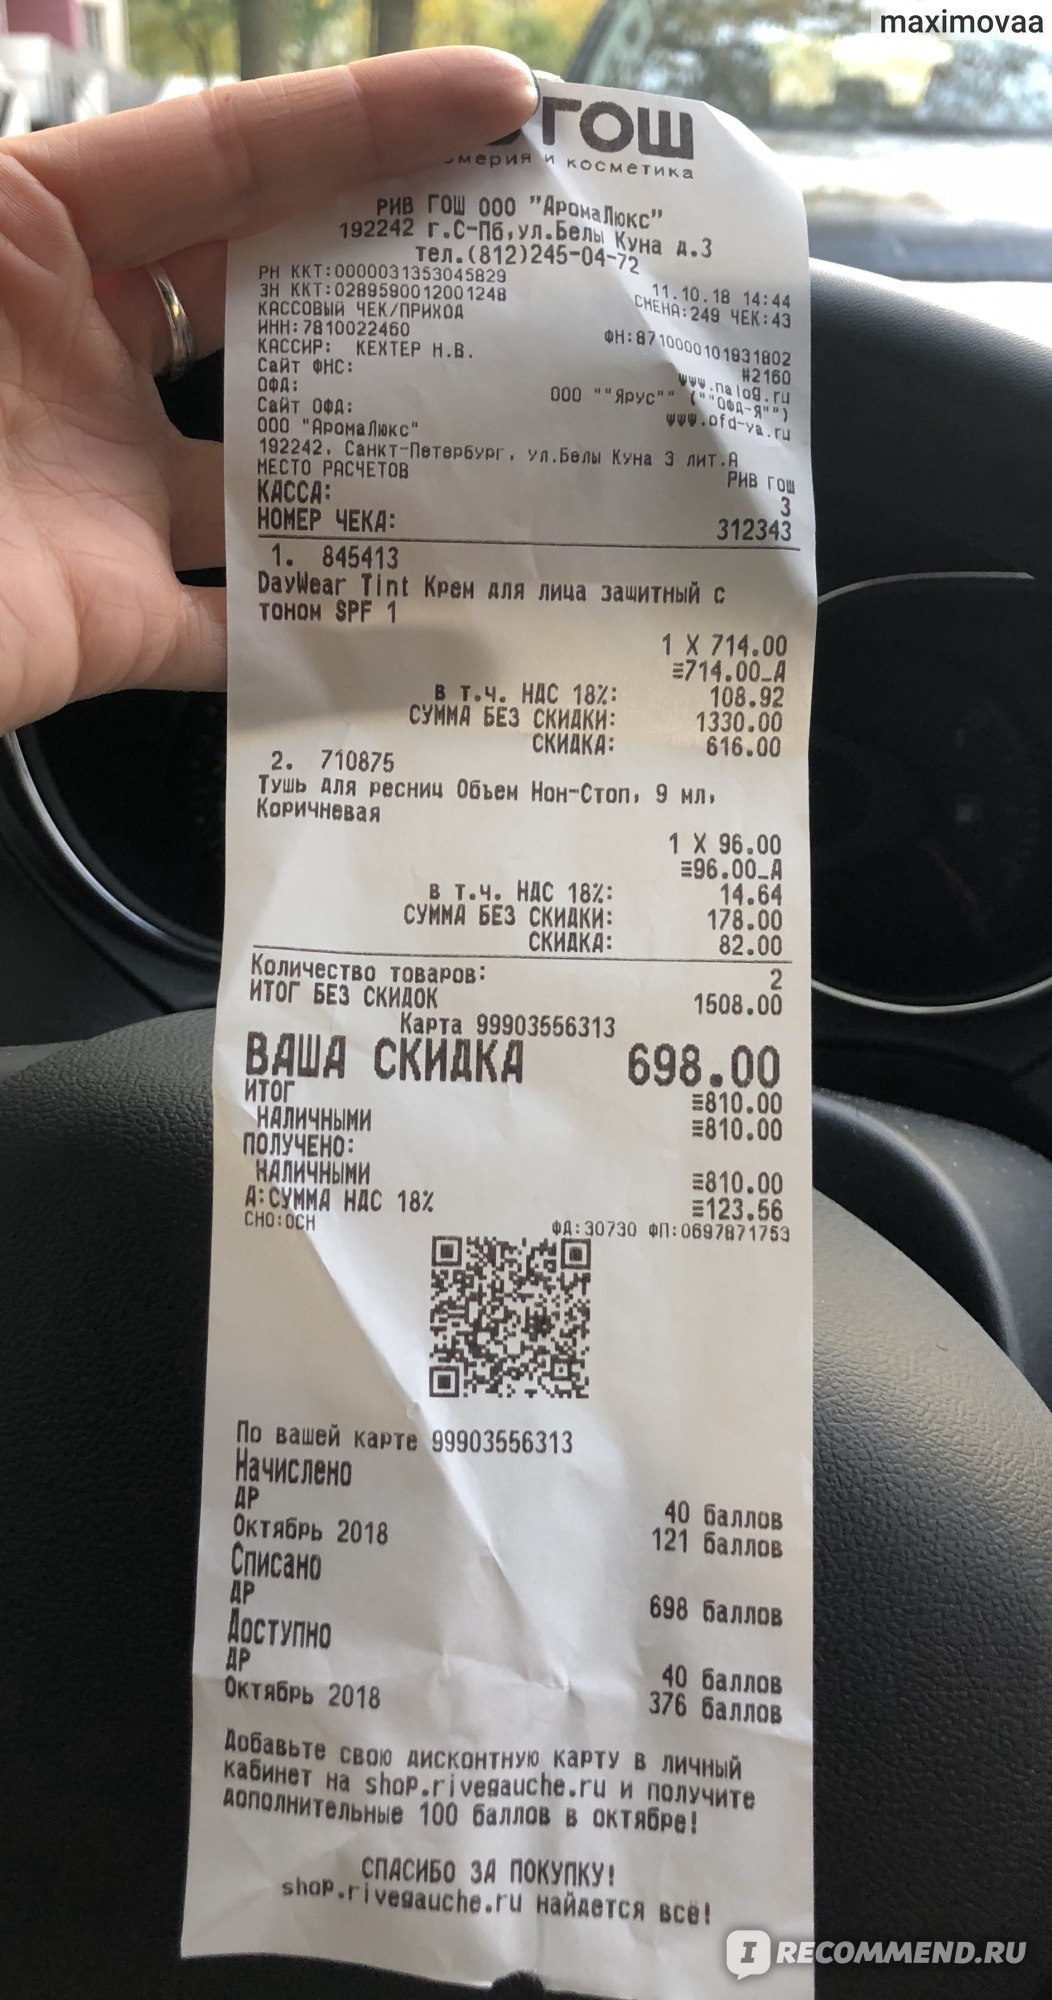 maximovaa
ГОШ
и косметика
РИВ ГОШ ООО "АромаЛюкс"
192242 г.С-Пб,ул.Белы Куна д.3
тел.(812)245-04-72
РН ККТ:0000031353045829
11.10.18 14:44
ЗН ККТ:0289590012001248
СМЕНА:249 ЧЕК:43
КАССОВЫЙ ЧЕК/ПРИХОД
ИНН:7810022460
ФН:8710000101931802
КАССИР: КЕХТЕР Н.В.
#2160
Сайт ФНС: www.nalog.ru
ОФД: ООО ""Ярус"" (""ОФД-Я"")
Сайт ОФД: www.ofd-ya.ru
ООО "АромаЛюкс"
192242, Санкт-Петербург, ул.Белы Куна 3 лит.А
МЕСТО РАСЧЕТОВ РИВ ГОШ
КАССА: 3
НОМЕР ЧЕКА: 312343
1. 845413
DayWear Tint Крем для лица защитный с
тоном SPF 1
1 X 714.00
≡714.00_А
в т.ч. НДС 18%: 108.92
СУММА БЕЗ СКИДКИ: 1330.00
СКИДКА: 616.00
2. 710875
Тушь для ресниц Объем Нон-Стоп, 9 мл,
Коричневая
1 X 96.00
≡96.00_А
в т.ч. НДС 18%: 14.64
СУММА БЕЗ СКИДКИ: 178.00
СКИДКА: 82.00
Количество товаров: 2
ИТОГ БЕЗ СКИДОК 1508.00
Карта 99903556313
ВАША СКИДКА 698.00
ИТОГ ≡810.00
НАЛИЧНЫМИ ≡810.00
ПОЛУЧЕНО:
НАЛИЧНЫМИ ≡810.00
А:СУММА НДС 18% ≡123.56
СНО:ОСН ФД:30730 ФП:0697871753
По вашей карте 99903556313
Начислено
ДР 40 баллов
Октябрь 2018 121 баллов
Списано
ДР 698 баллов
Доступно
ДР 40 баллов
Октябрь 2018 376 баллов
Добавьте свою дисконтную карту в личный
кабинет на shop.rivegauche.ru и получите
дополнительные 100 баллов в октябре!
СПАСИБО ЗА ПОКУПКУ!
shop.rivegauche.ru найдется всё!
I RECOMMEND.RU